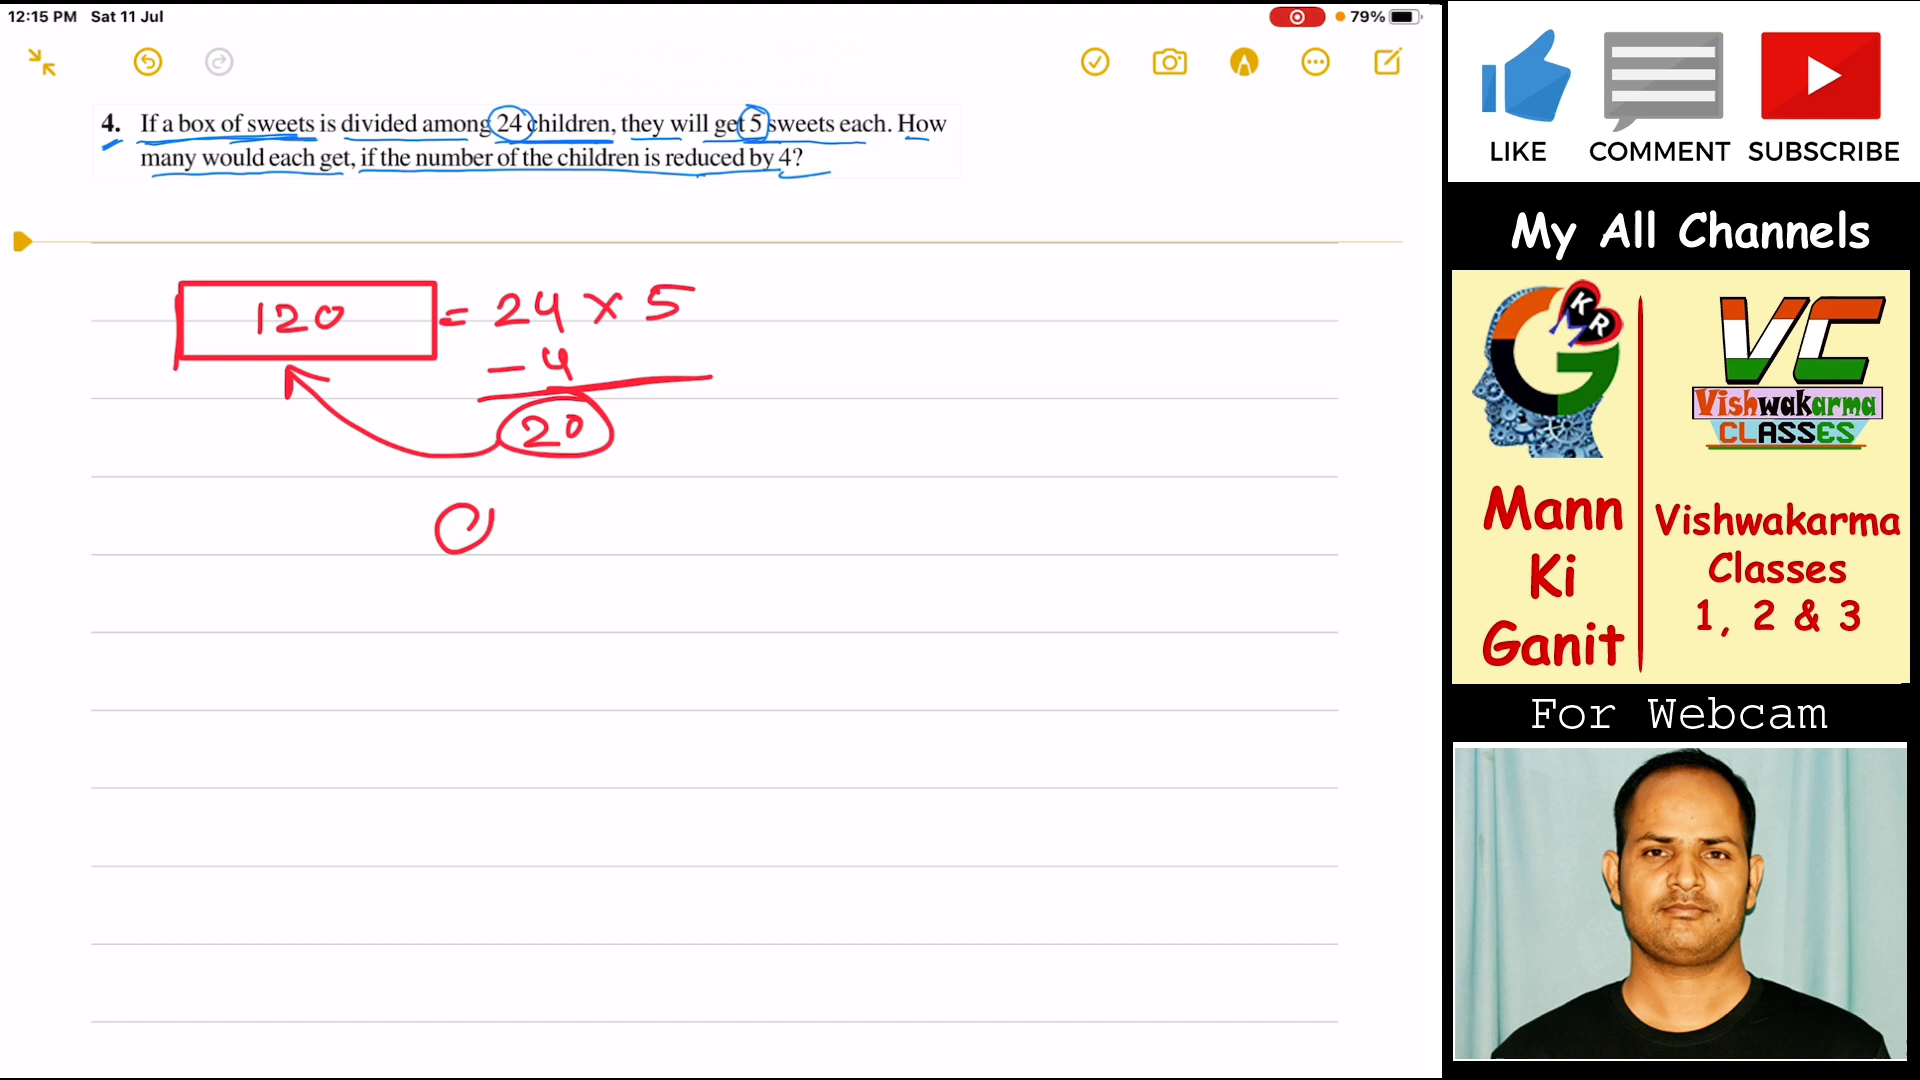 12:15 PM Sat 11 Jul
79%
4. If a box of sweets is divided among 24 children, they will get 5 sweets each. How
many would each get, if the number of the children is reduced by 4?
120 = 24 × 5
- 4
20
LIKE COMMENT SUBSCRIBE
My All Channels
G KR
VC
Vishwakarma
CLASSES
Mann
Ki
Ganit
Vishwakarma
Classes
1, 2 & 3
For Webcam